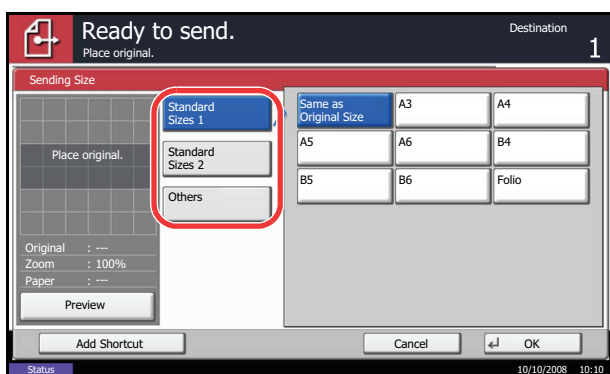 Ready to send.
Place original.
Destination
1
Sending Size
Place original.
Original : ---
Zoom : 100%
Paper : ---
Preview
Standard
Sizes 1
Standard
Sizes 2
Others
Same as
Original Size
A3
A4
A5
A6
B4
B5
B6
Folio
Add Shortcut
Cancel
OK
Status
10/10/2008 10:10